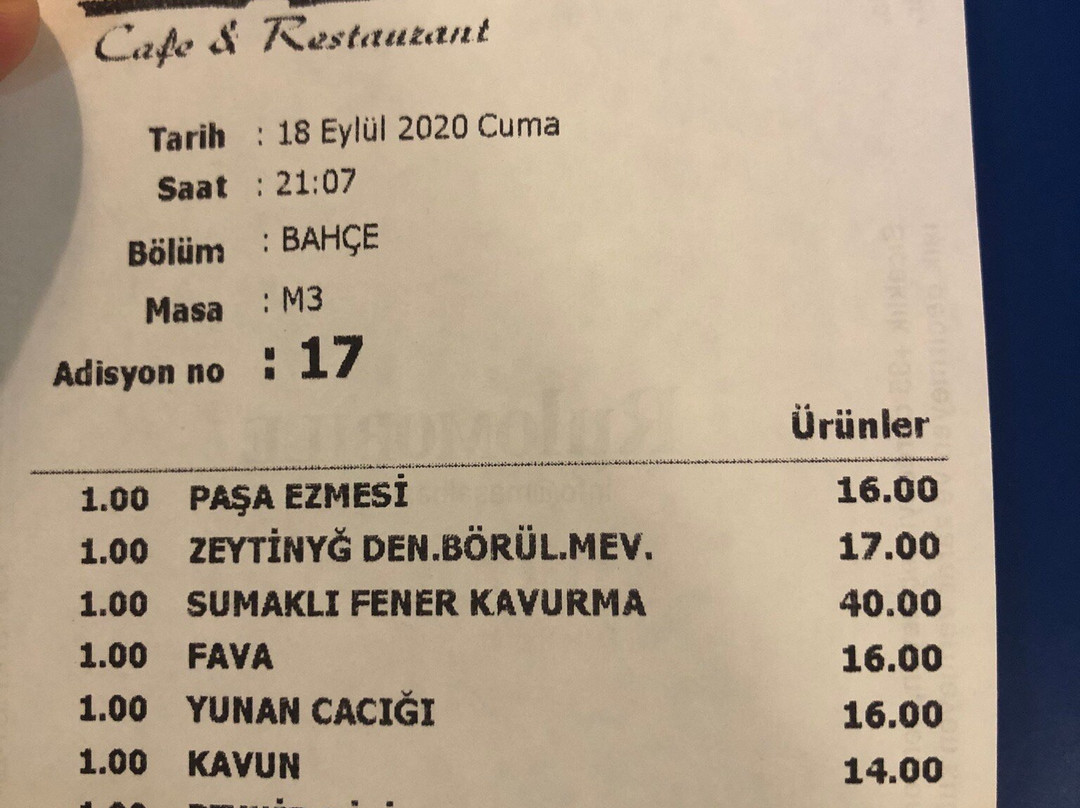 Cafe & Restaurant
Tarih : 18 Eylül 2020 Cuma
Saat : 21:07
Bölüm : BAHÇE
Masa : M3
Adisyon no : 17
Ürünler
1.00 PAŞA EZMESİ 16.00
1.00 ZEYTİNYĞ DEN.BÖRÜL.MEV. 17.00
1.00 SUMAKLI FENER KAVURMA 40.00
1.00 FAVA 16.00
1.00 YUNAN CACIĞI 16.00
1.00 KAVUN 14.00